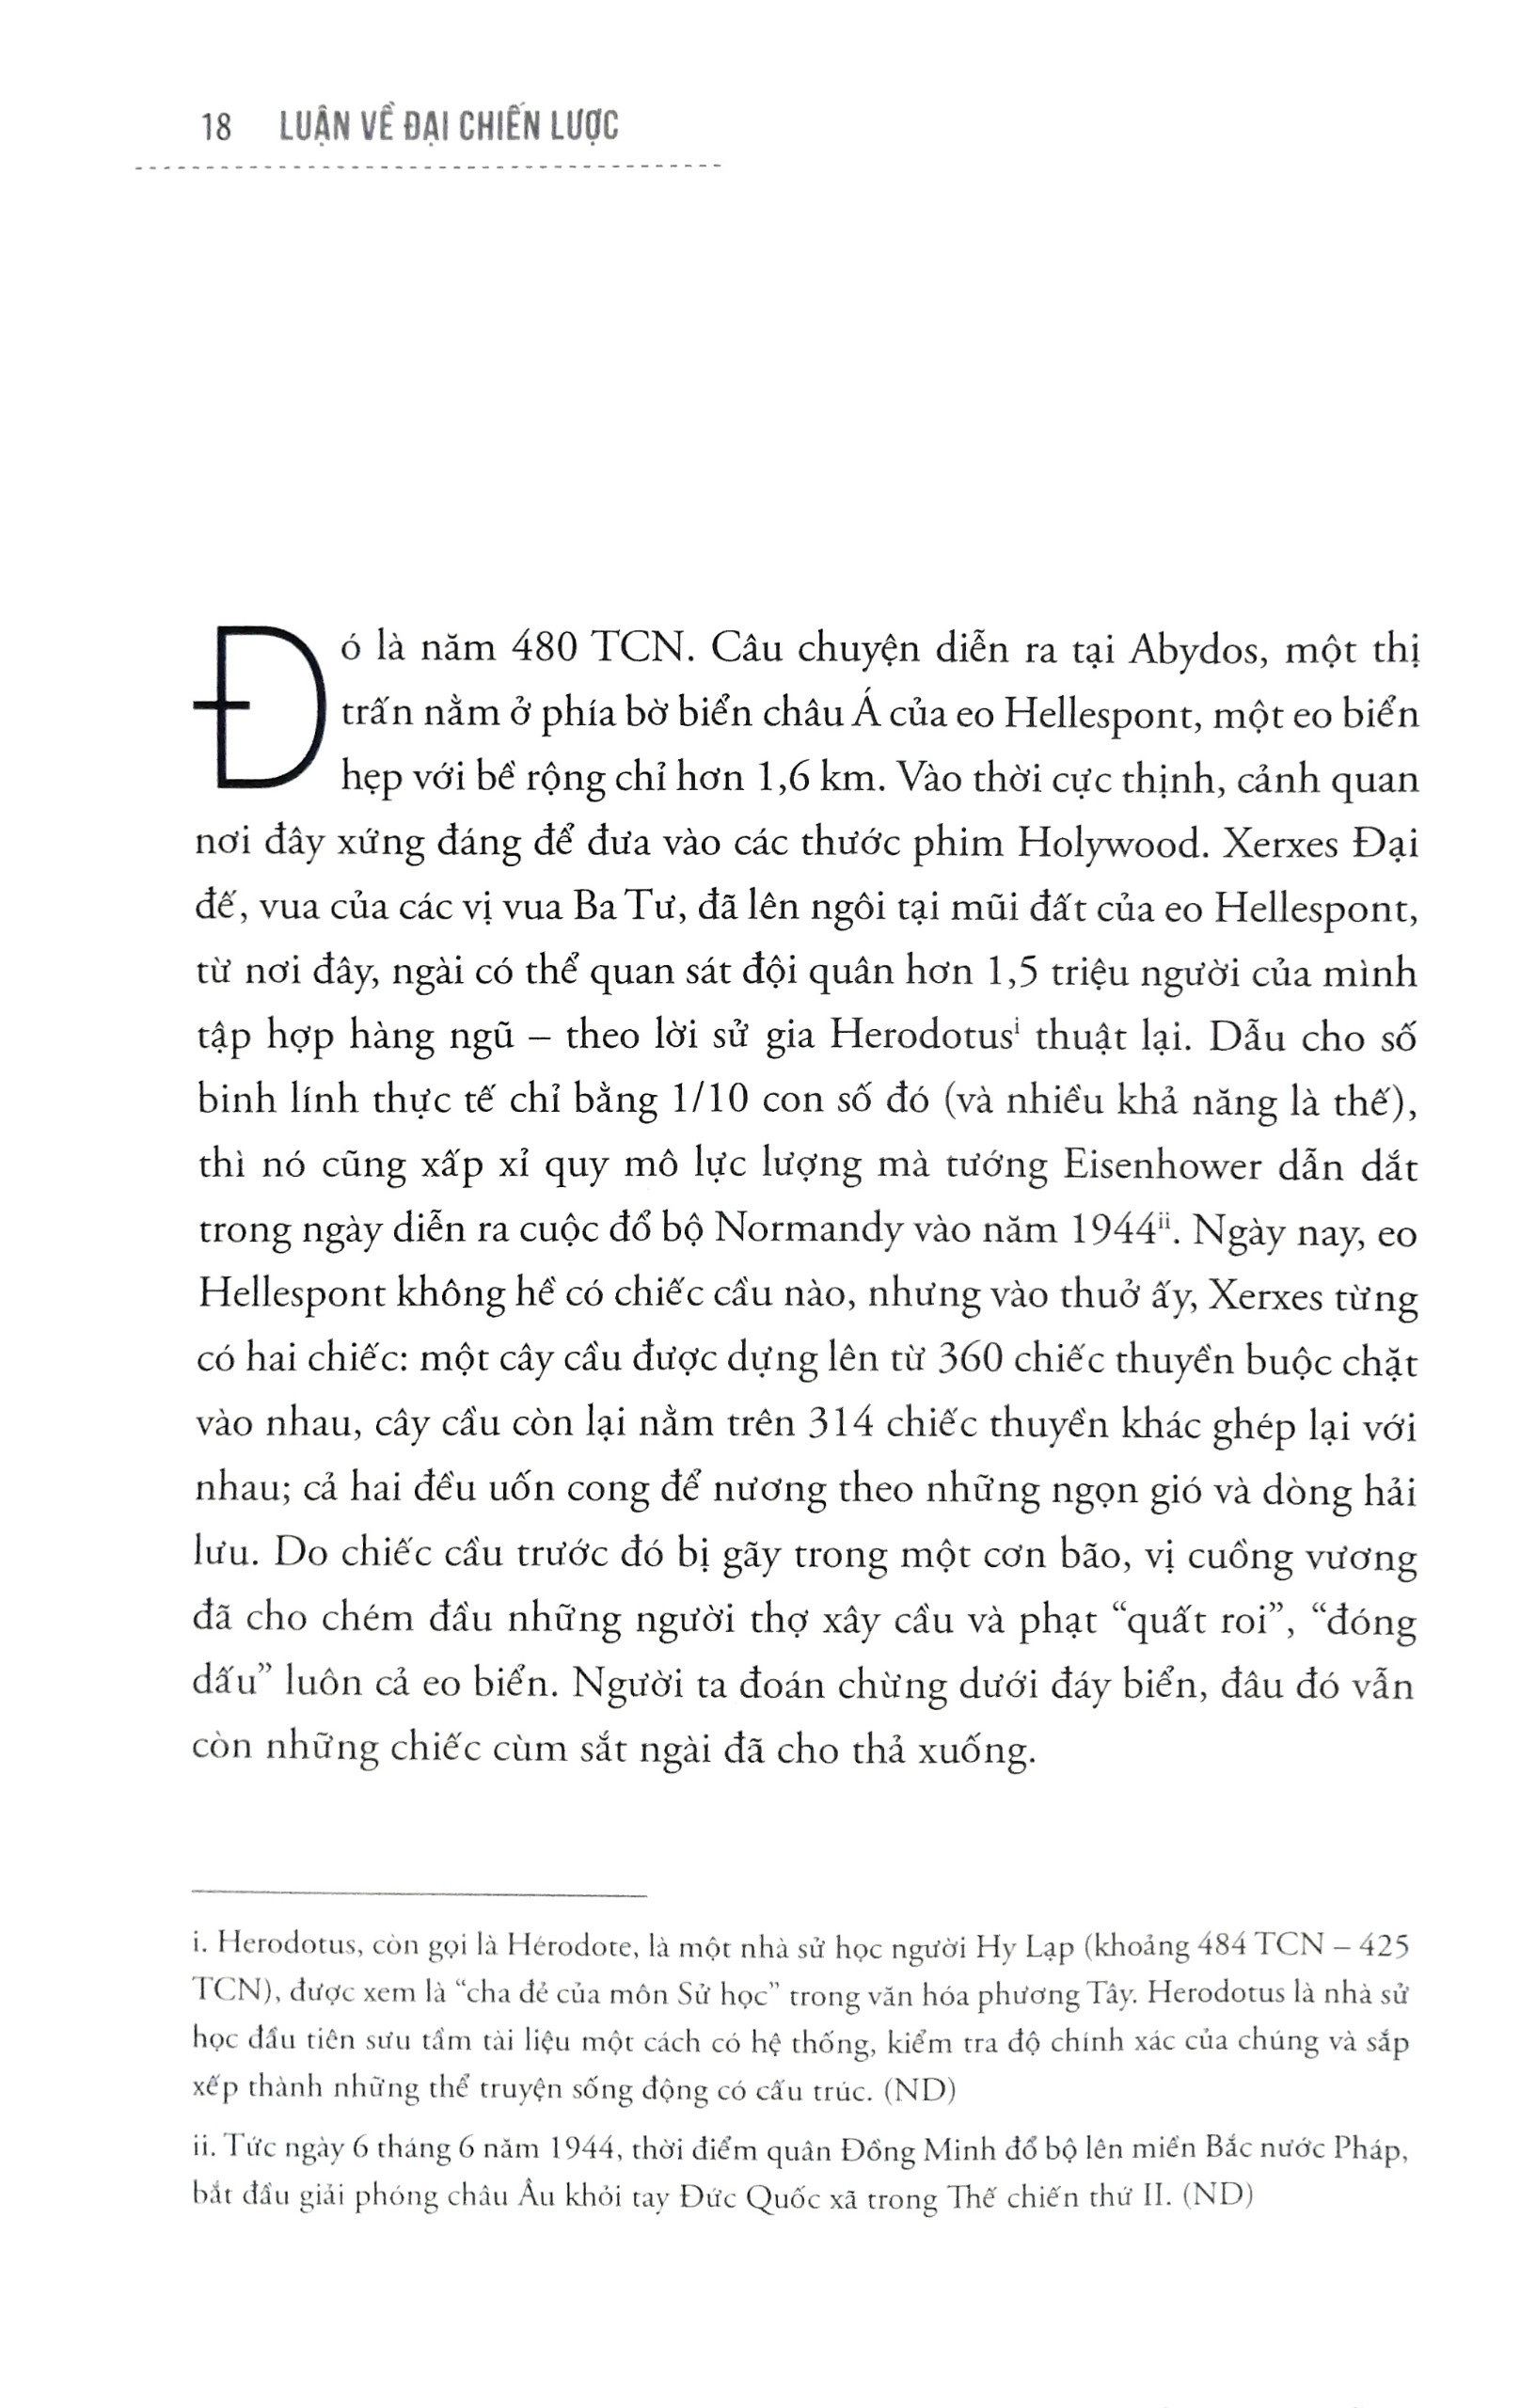 18 LUẬN VỀ ĐẠI CHIẾN LƯỢC
Đó là năm 480 TCN. Câu chuyện diễn ra tại Abydos, một thị
trấn nằm ở phía bờ biển châu Á của eo Hellespont, một eo biển
hẹp với bề rộng chỉ hơn 1,6 km. Vào thời cực thịnh, cảnh quan
nơi đây xứng đáng để đưa vào các thước phim Holywood. Xerxes Đại
đế, vua của các vị vua Ba Tư, đã lên ngôi tại mũi đất của eo Hellespont,
từ nơi đây, ngài có thể quan sát đội quân hơn 1,5 triệu người của mình
tập hợp hàng ngũ – theo lời sử gia Herodotusⁱ thuật lại. Dẫu cho số
binh lính thực tế chỉ bằng 1/10 con số đó (và nhiều khả năng là thế),
thì nó cũng xấp xỉ quy mô lực lượng mà tướng Eisenhower dẫn dắt
trong ngày diễn ra cuộc đổ bộ Normandy vào năm 1944ⁱⁱ. Ngày nay, eo
Hellespont không hề có chiếc cầu nào, nhưng vào thuở ấy, Xerxes từng
có hai chiếc: một cây cầu được dựng lên từ 360 chiếc thuyền buộc chặt
vào nhau, cây cầu còn lại nằm trên 314 chiếc thuyền khác ghép lại với
nhau; cả hai đều uốn cong để nương theo những ngọn gió và dòng hải
lưu. Do chiếc cầu trước đó bị gãy trong một cơn bão, vị cuồng vương
đã cho chém đầu những người thợ xây cầu và phạt “quất roi”, “đóng
dấu” luôn cả eo biển. Người ta đoán chừng dưới đáy biển, đâu đó vẫn
còn những chiếc cùm sắt ngài đã cho thả xuống.
i. Herodotus, còn gọi là Hérodote, là một nhà sử học người Hy Lạp (khoảng 484 TCN – 425
TCN), được xem là “cha đẻ của môn Sử học” trong văn hóa phương Tây. Herodotus là nhà sử
học đầu tiên sưu tầm tài liệu một cách có hệ thống, kiểm tra độ chính xác của chúng và sắp
xếp thành những thể truyện sống động có cấu trúc. (ND)
ii. Tức ngày 6 tháng 6 năm 1944, thời điểm quân Đồng Minh đổ bộ lên miền Bắc nước Pháp,
bắt đầu giải phóng châu Âu khỏi tay Đức Quốc xã trong Thế chiến thứ II. (ND)